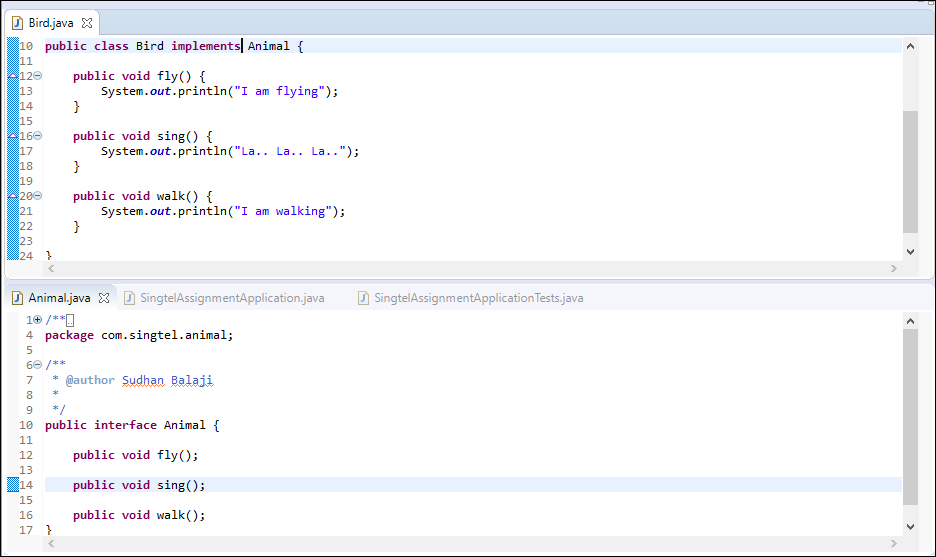 Bird.java
10 public class Bird implements Animal {
11
12     public void fly() {
13         System.out.println("I am flying");
14     }
15
16     public void sing() {
17         System.out.println("La.. La.. La..");
18     }
19
20     public void walk() {
21         System.out.println("I am walking");
22     }
23
24 }
Animal.java SingtelAssignmentApplication.java SingtelAssignmentApplicationTests.java
1 /**
4 package com.singtel.animal;
5
6 /**
7  * @author Sudhan Balaji
8  *
9  */
10 public interface Animal {
11
12     public void fly();
13
14     public void sing();
15
16     public void walk();
17 }